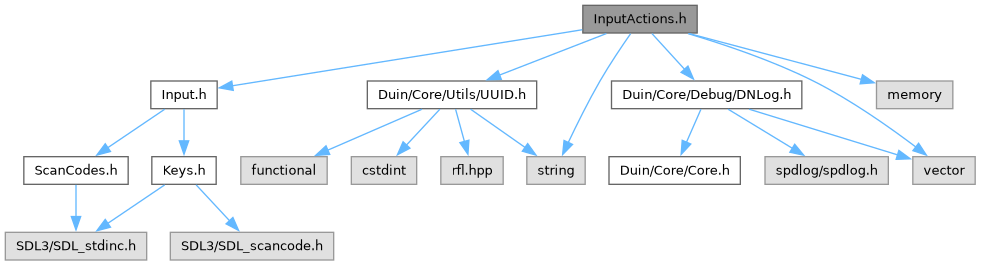 InputActions.h
Input.h
Duin/Core/Utils/UUID.h
Duin/Core/Debug/DNLog.h
memory
ScanCodes.h
Keys.h
functional
cstdint
rfl.hpp
string
Duin/Core/Core.h
spdlog/spdlog.h
vector
SDL3/SDL_stdinc.h
SDL3/SDL_scancode.h